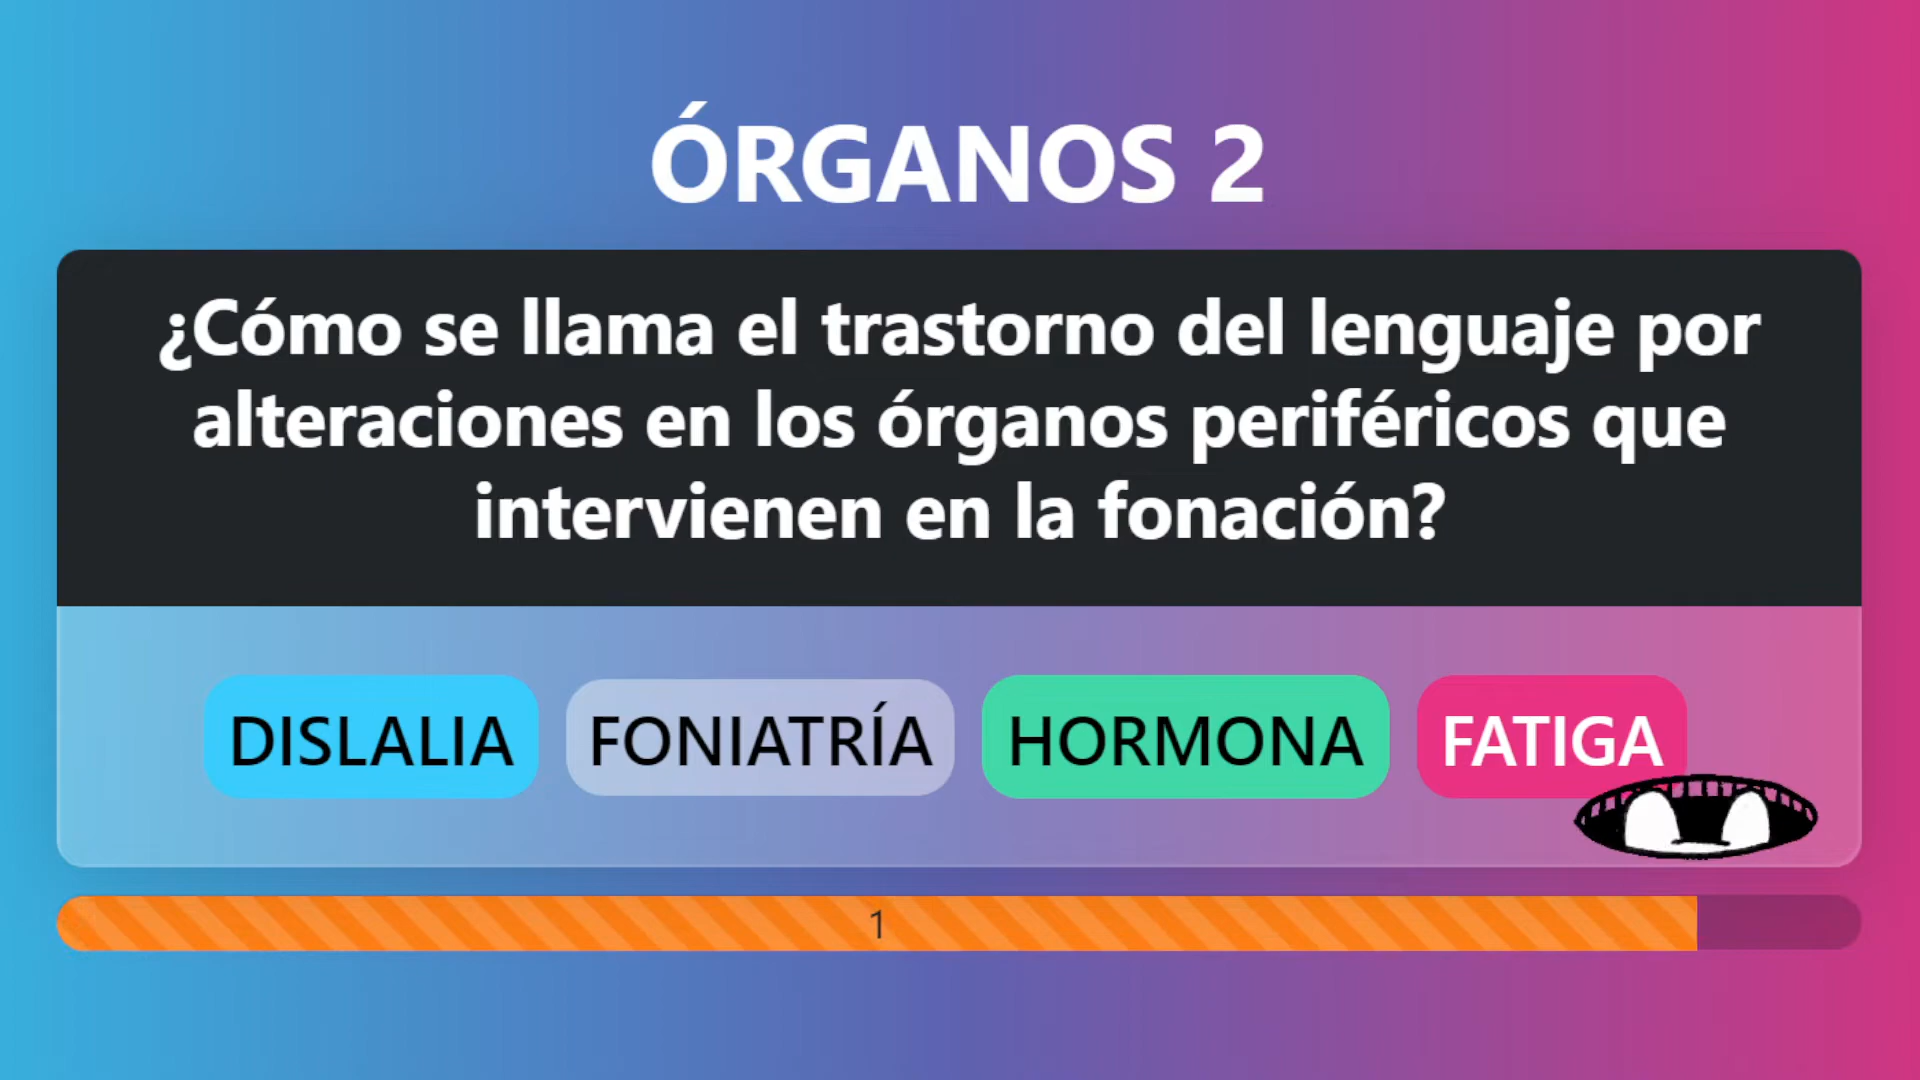 ÓRGANOS 2
¿Cómo se llama el trastorno del lenguaje por
alteraciones en los órganos periféricos que
intervienen en la fonación?
DISLALIA FONIATRÍA HORMONA FATIGA
1